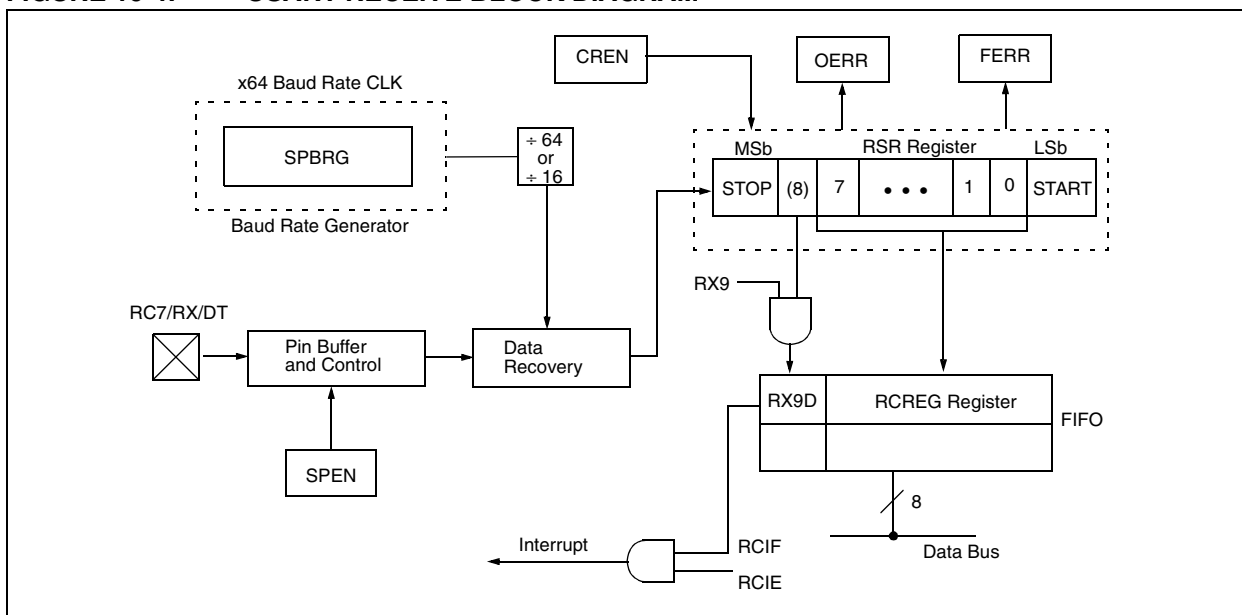 CREN
OERR
FERR
x64 Baud Rate CLK
SPBRG
÷ 64
or
÷ 16
Baud Rate Generator
MSb RSR Register LSb
STOP (8) 7 • • • 1 0 START
RX9
RC7/RX/DT
Pin Buffer
and Control
Data
Recovery
SPEN
RX9D RCREG Register
FIFO
8
Data Bus
Interrupt
RCIF
RCIE